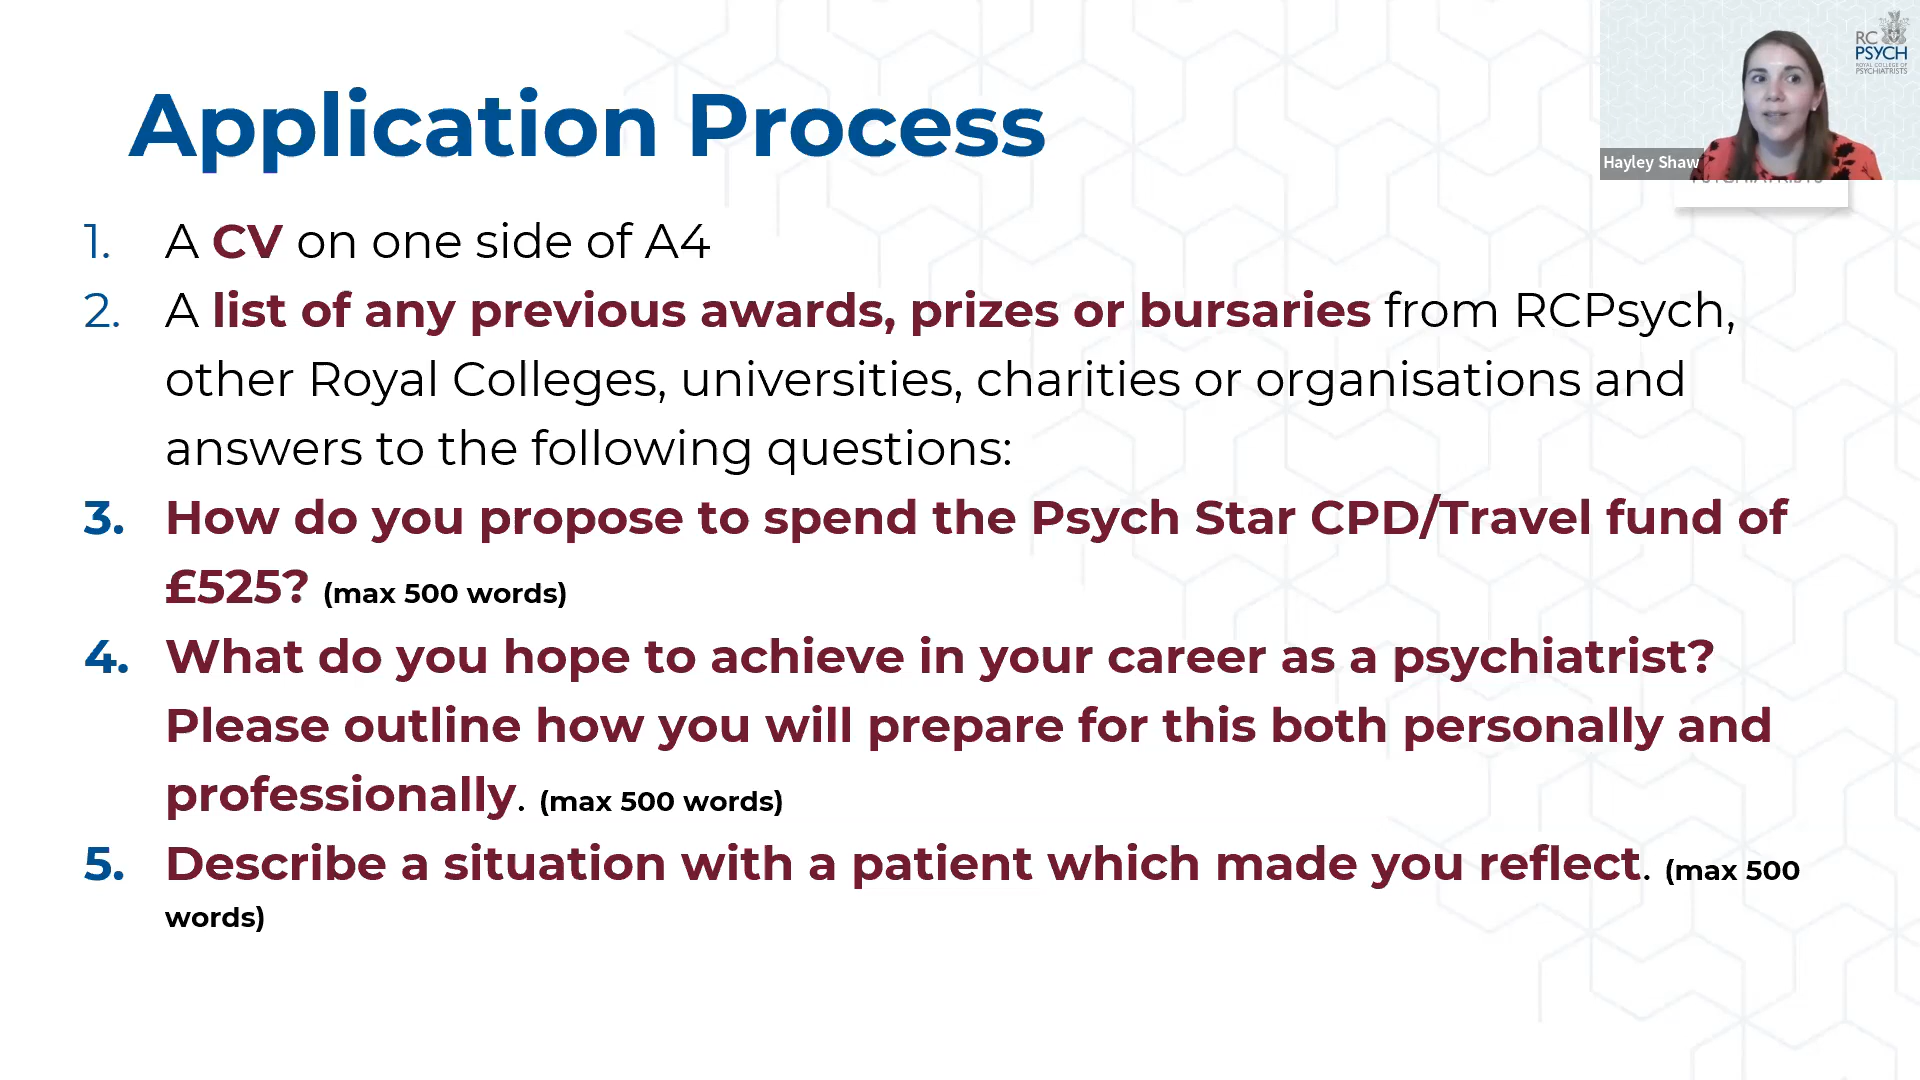 Application Process
RC
PSYCH
ROYAL COLLEGE OF
PSYCHIATRISTS
Hayley Shaw
1. A CV on one side of A4
2. A list of any previous awards, prizes or bursaries from RCPsych,
other Royal Colleges, universities, charities or organisations and
answers to the following questions:
3. How do you propose to spend the Psych Star CPD/Travel fund of
£525? (max 500 words)
4. What do you hope to achieve in your career as a psychiatrist?
Please outline how you will prepare for this both personally and
professionally. (max 500 words)
5. Describe a situation with a patient which made you reflect. (max 500
words)